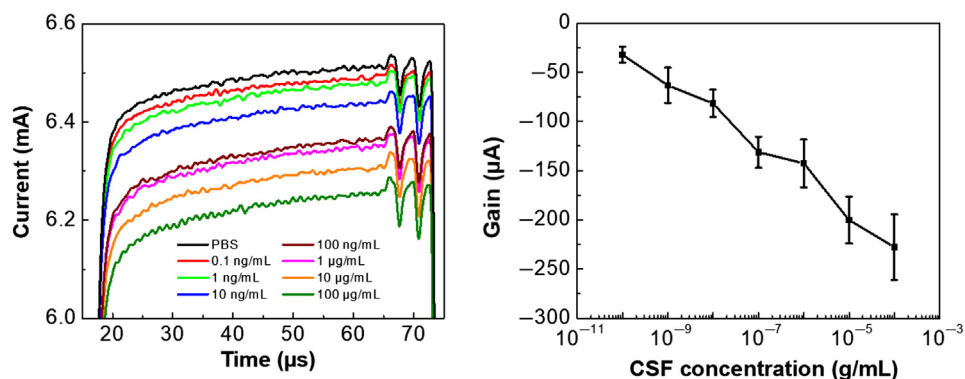 6.6
6.4
6.2
6.0
Current (mA)
PBS
0.1 ng/mL
1 ng/mL
10 ng/mL
100 ng/mL
1 µg/mL
10 µg/mL
100 µg/mL
20 30 40 50 60 70
Time (µs)
0
–50
–100
–150
–200
–250
–300
Gain (µA)
10⁻¹¹ 10⁻⁹ 10⁻⁷ 10⁻⁵ 10⁻³
CSF concentration (g/mL)